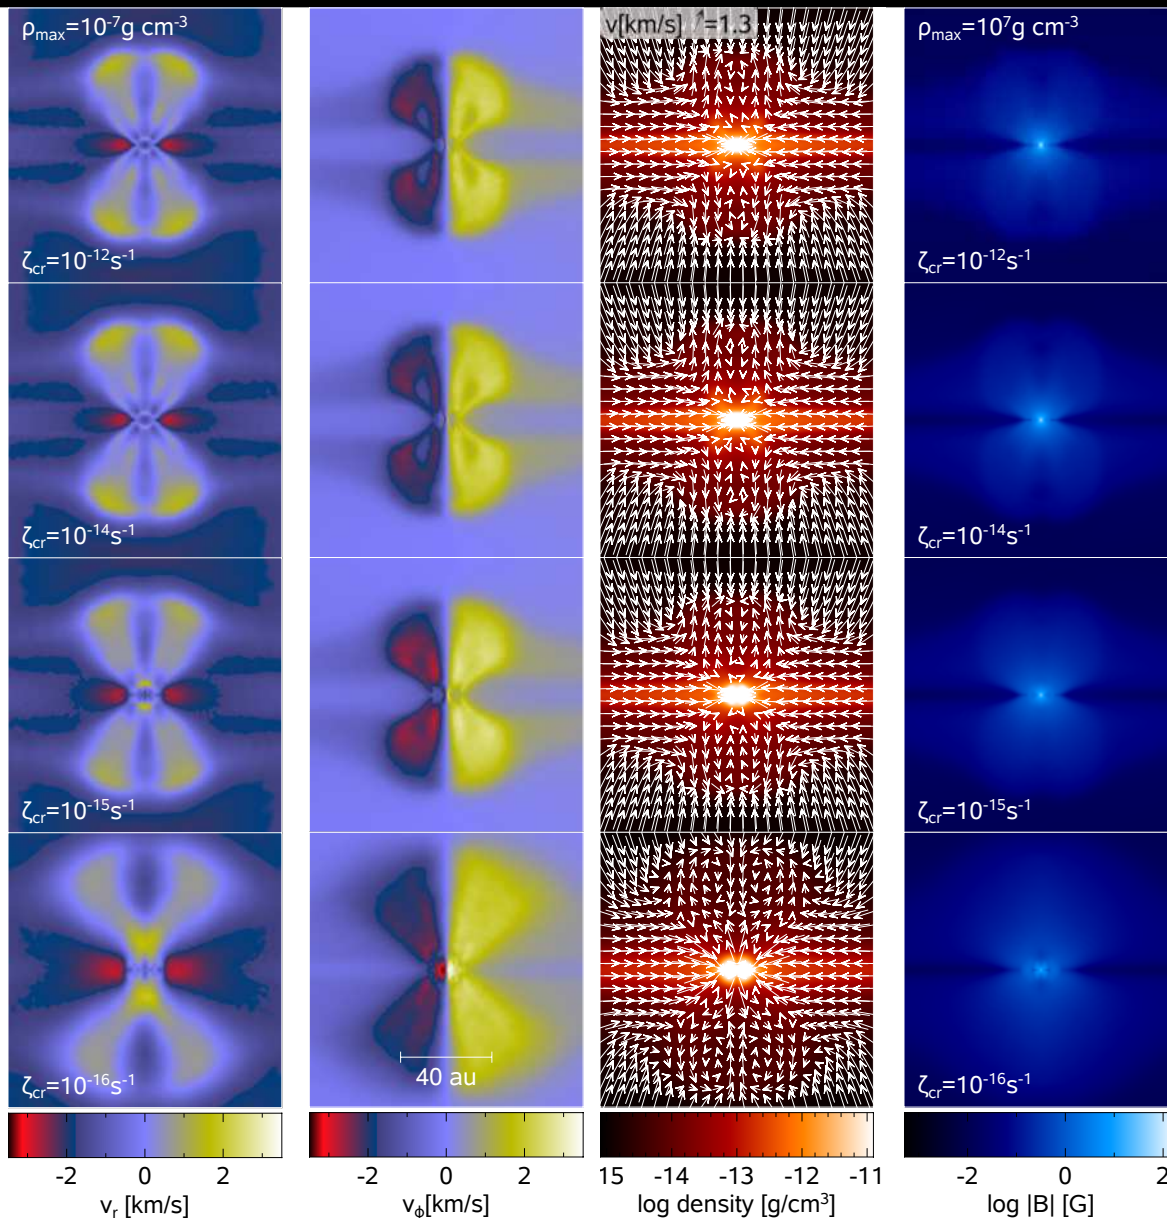 ρmax=10-7g cm-3
v[km/s] =1.3
ρmax=107g cm-3
ζcr=10-12s-1
ζcr=10-12s-1
ζcr=10-14s-1
ζcr=10-14s-1
ζcr=10-15s-1
ζcr=10-15s-1
40 au
ζcr=10-16s-1
ζcr=10-16s-1
-2 0 2
-2 0 2
15 -14 -13 -12 -11
-2 0 2
vr [km/s]
vϕ[km/s]
log density [g/cm3]
log |B| [G]